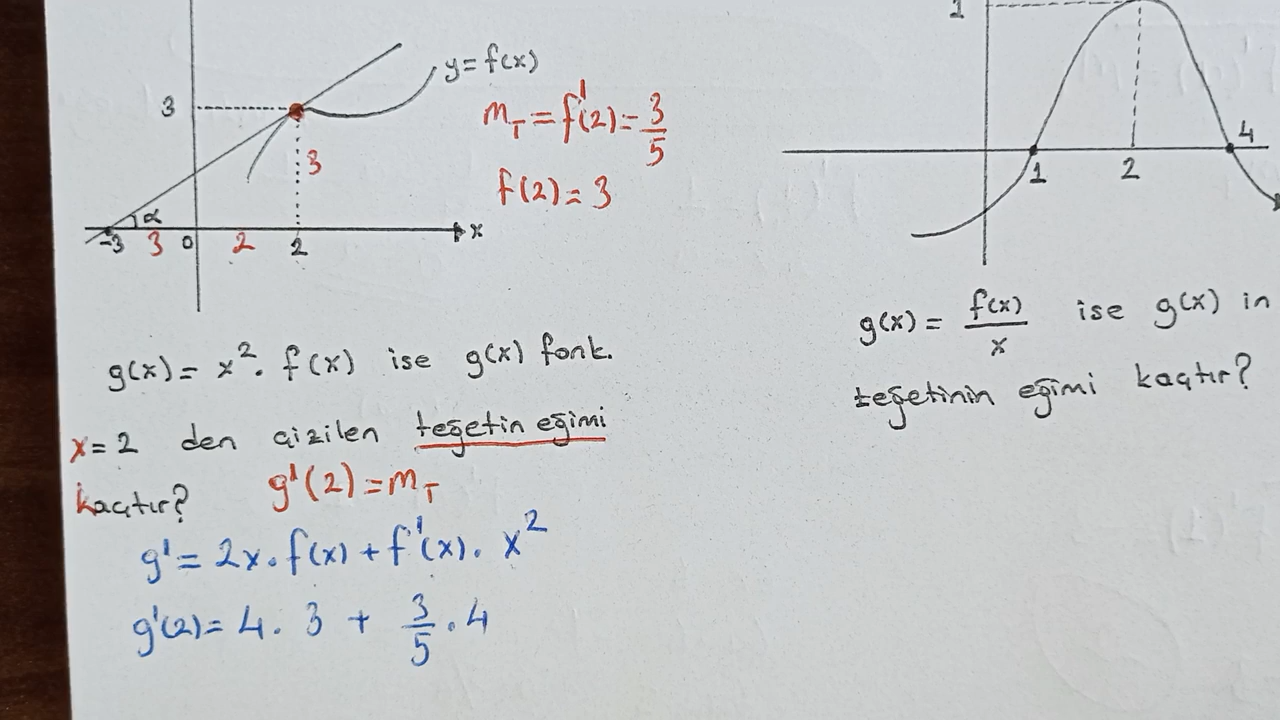 3
y=f(x)
3
α
-3 3 0 2 2 x
m_T = f'(2) = 3/5
f(2) = 3
g(x) = x². f(x) ise g(x) fonk.
x=2 den çizilen teğetin eğimi
kaçtır? g'(2) = m_T
g' = 2x.f(x) + f'(x). x²
g'(2) = 4. 3 + 3/5 . 4
1
1 2 4
g(x) = f(x)/x ise g(x) in
teğetinin eğimi kaçtır?